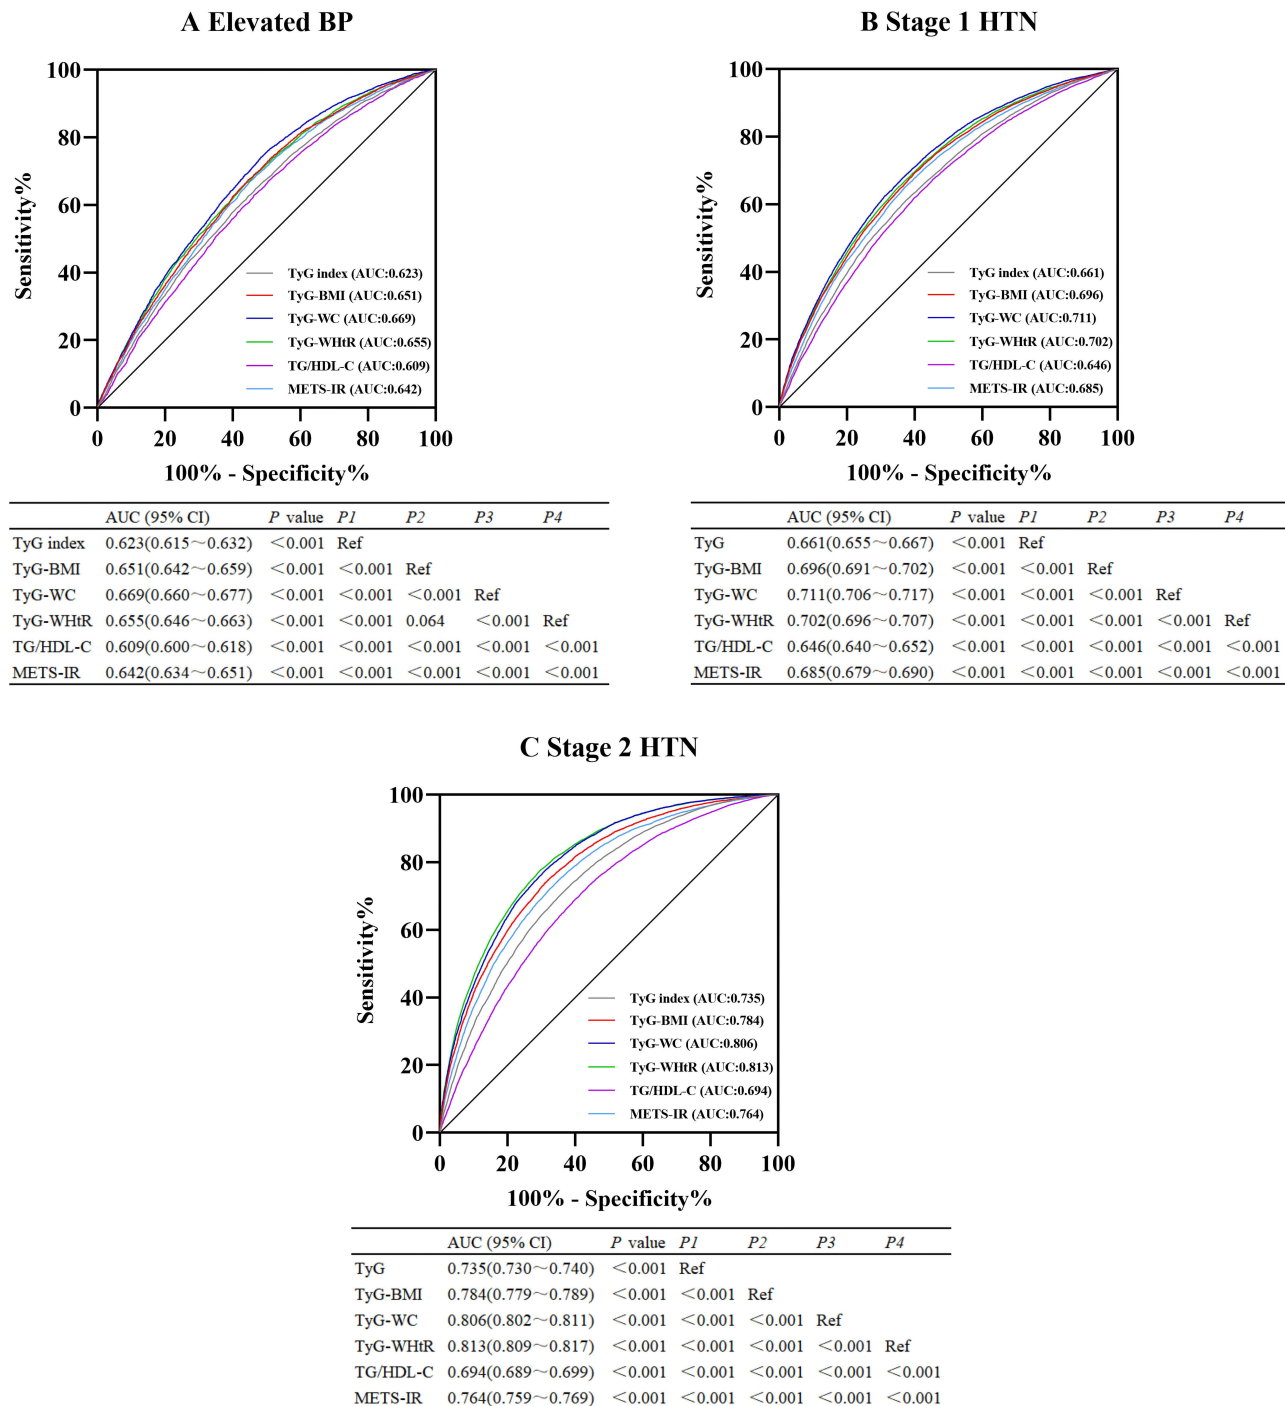 A Elevated BP
Sensitivity%
100
80
60
40
20
0
0 20 40 60 80 100
100% - Specificity%
TyG index (AUC:0.623)
TyG-BMI (AUC:0.651)
TyG-WC (AUC:0.669)
TyG-WHtR (AUC:0.655)
TG/HDL-C (AUC:0.609)
METS-IR (AUC:0.642)
AUC (95% CI) P value P1 P2 P3 P4
TyG index 0.623(0.615~0.632) <0.001 Ref
TyG-BMI 0.651(0.642~0.659) <0.001 <0.001 Ref
TyG-WC 0.669(0.660~0.677) <0.001 <0.001 <0.001 Ref
TyG-WHtR 0.655(0.646~0.663) <0.001 <0.001 0.064 <0.001 Ref
TG/HDL-C 0.609(0.600~0.618) <0.001 <0.001 <0.001 <0.001 <0.001
METS-IR 0.642(0.634~0.651) <0.001 <0.001 <0.001 <0.001 <0.001
B Stage 1 HTN
Sensitivity%
100
80
60
40
20
0
0 20 40 60 80 100
100% - Specificity%
TyG index (AUC:0.661)
TyG-BMI (AUC:0.696)
TyG-WC (AUC:0.711)
TyG-WHtR (AUC:0.702)
TG/HDL-C (AUC:0.646)
METS-IR (AUC:0.685)
AUC (95% CI) P value P1 P2 P3 P4
TyG 0.661(0.655~0.667) <0.001 Ref
TyG-BMI 0.696(0.691~0.702) <0.001 <0.001 Ref
TyG-WC 0.711(0.706~0.717) <0.001 <0.001 <0.001 Ref
TyG-WHtR 0.702(0.696~0.707) <0.001 <0.001 <0.001 <0.001 Ref
TG/HDL-C 0.646(0.640~0.652) <0.001 <0.001 <0.001 <0.001 <0.001
METS-IR 0.685(0.679~0.690) <0.001 <0.001 <0.001 <0.001 <0.001
C Stage 2 HTN
Sensitivity%
100
80
60
40
20
0
0 20 40 60 80 100
100% - Specificity%
TyG index (AUC:0.735)
TyG-BMI (AUC:0.784)
TyG-WC (AUC:0.806)
TyG-WHtR (AUC:0.813)
TG/HDL-C (AUC:0.694)
METS-IR (AUC:0.764)
AUC (95% CI) P value P1 P2 P3 P4
TyG 0.735(0.730~0.740) <0.001 Ref
TyG-BMI 0.784(0.779~0.789) <0.001 <0.001 Ref
TyG-WC 0.806(0.802~0.811) <0.001 <0.001 <0.001 Ref
TyG-WHtR 0.813(0.809~0.817) <0.001 <0.001 <0.001 <0.001 Ref
TG/HDL-C 0.694(0.689~0.699) <0.001 <0.001 <0.001 <0.001 <0.001
METS-IR 0.764(0.759~0.769) <0.001 <0.001 <0.001 <0.001 <0.001